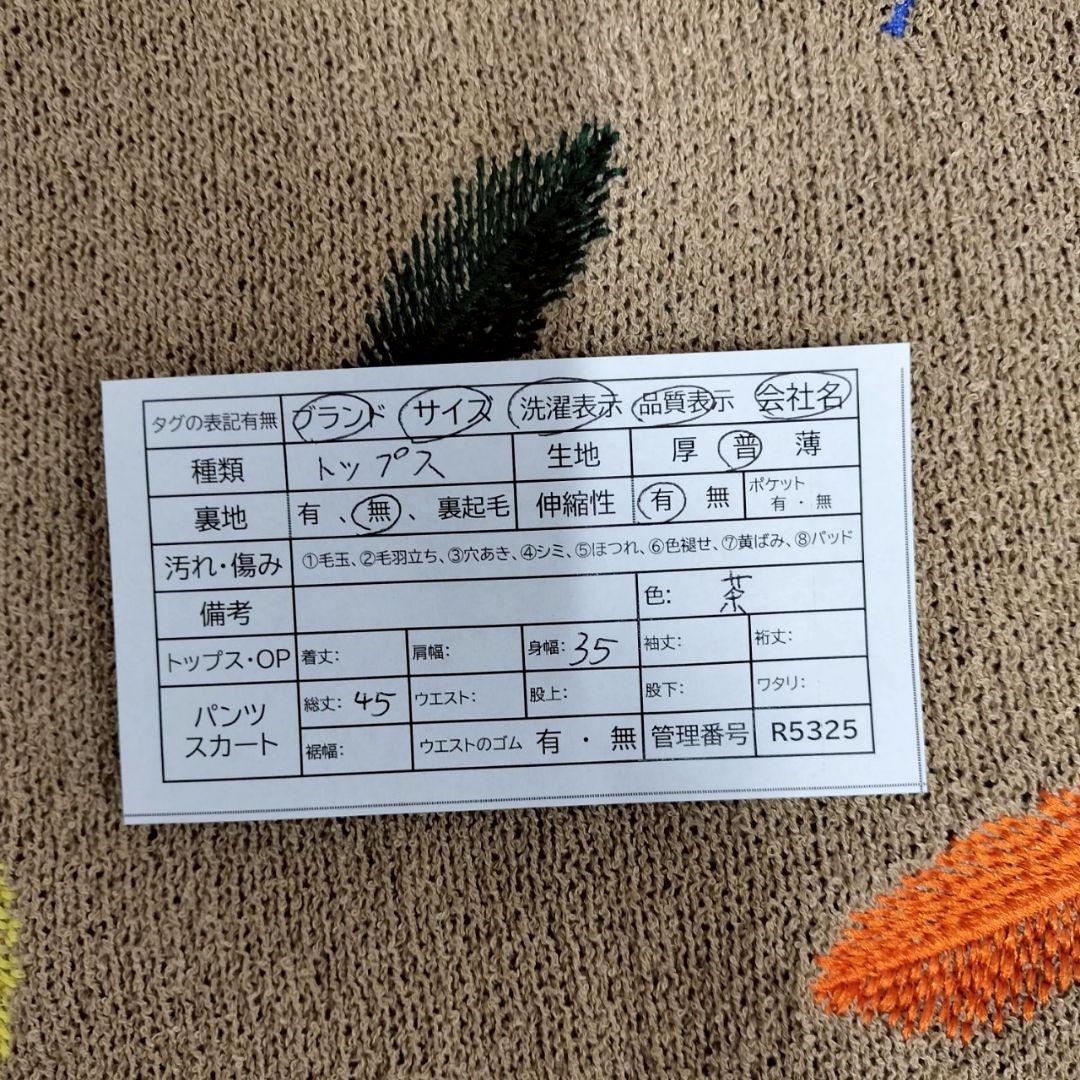 タグの表記有無 ブランド サイズ 洗濯表示 品質表示 会社名
種類 トップス 生地 厚 普 薄
裏地 有 、無 、裏起毛 伸縮性 有 無 ポケット 有・無
汚れ・傷み ①毛玉、②毛羽立ち、③穴あき、④シミ、⑤ほつれ、⑥色褪せ、⑦黄ばみ、⑧パッド
備考 色: 茶
トップス・OP 着丈: 肩幅: 身幅: 35 袖丈: 裄丈:
パンツ スカート 総丈: 45 ウエスト: 股上: 股下: ワタリ:
裾幅: ウエストのゴム 有 ・ 無 管理番号 R5325